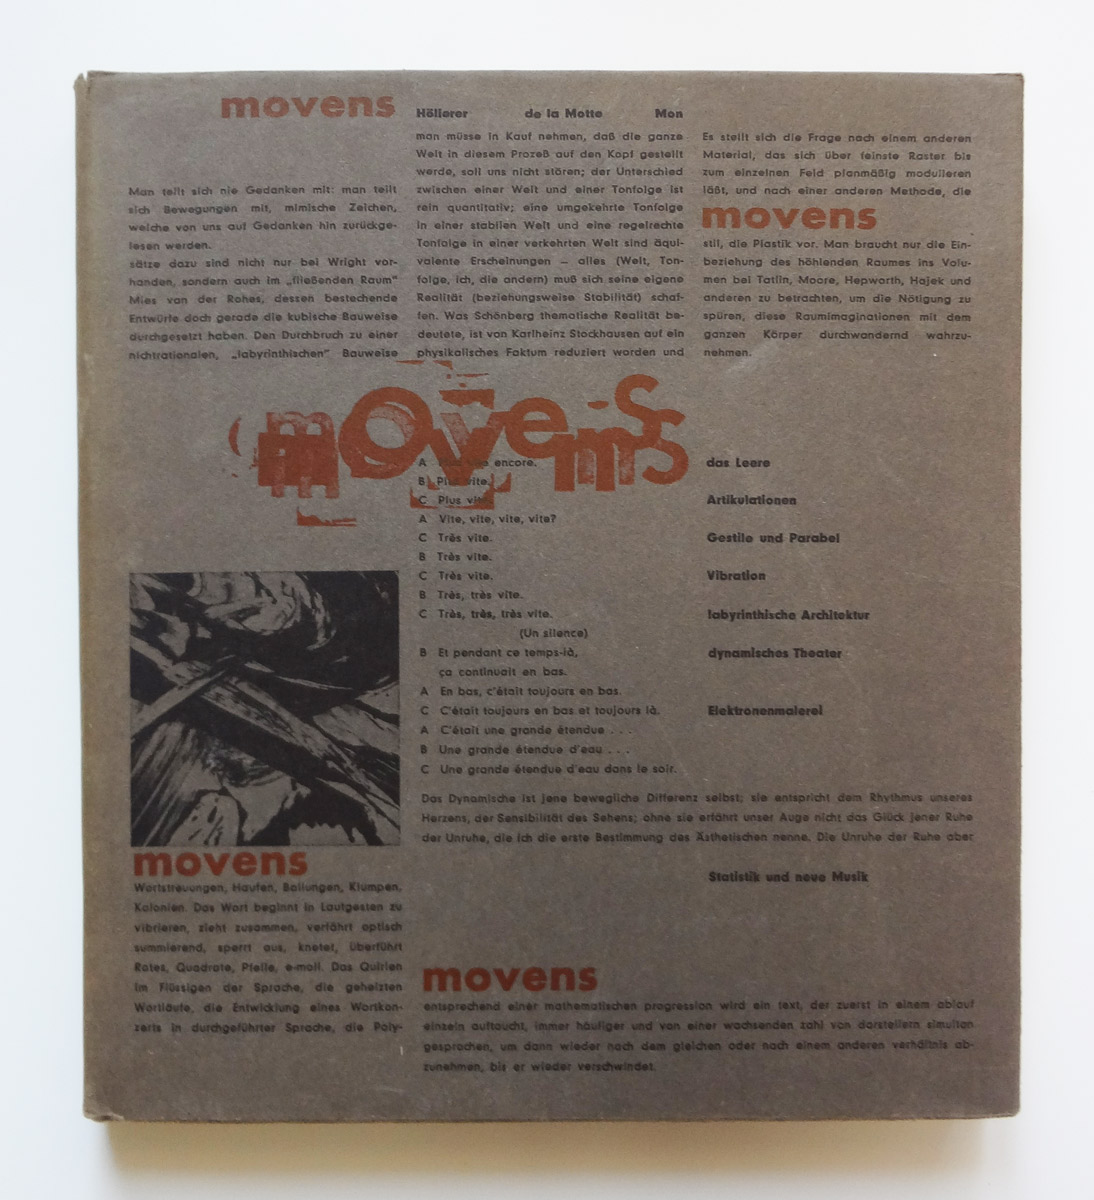 movens
Man teilt sich nie Gedanken mit: man teilt
sich Bewegungen mit, mimische Zeichen,
welche von uns auf Gedanken hin zurückge-
lesen werden.
sätze dazu sind nicht nur bei Wright vor-
handen, sondern auch im „fließenden Raum"
Mies van der Rohes, dessen bestechende
Entwürfe doch gerade die kubische Bauweise
durchgesetzt haben. Den Durchbruch zu einer
nichtrationalen, „labyrinthischen" Bauweise
Höllerer de la Motte Mon
man müsse in Kauf nehmen, daß die ganze
Welt in diesem Prozeß auf den Kopf gestellt
werde, soll uns nicht stören; der Unterschied
zwischen einer Welt und einer Tonfolge ist
rein quantitativ; eine umgekehrte Tonfolge
in einer stabilen Welt und eine regelrechte
Tonfolge in einer verkehrten Welt sind äqui-
valente Erscheinungen – alles (Welt, Ton-
folge, ich, die andern) muß sich seine eigene
Realität (beziehungsweise Stabilität) schaf-
fen. Was Schönberg thematische Realität be-
deutete, ist von Karlheinz Stockhausen auf ein
physikalisches Faktum reduziert worden und
Es stellt sich die Frage nach einem anderen
Material, das sich über feinste Raster bis
zum einzelnen Feld planmäßig modulieren
läßt, und nach einer anderen Methode, die
movens
stil, die Plastik vor. Man braucht nur die Ein-
beziehung des höhlenden Raumes ins Volu-
men bei Tatlin, Moore, Hepworth, Hajek und
anderen zu betrachten, um die Nötigung zu
spüren, diese Raumimaginationen mit dem
ganzen Körper durchwandernd wahrzu-
nehmen.
movens
A encore.
B Plus vite.
C Plus vite.
A Vite, vite, vite, vite?
C Très vite.
B Très vite.
C Très vite.
B Très, très vite.
C Très, très, très vite.
(Un silence)
B Et pendant ce temps-là,
ça continuait en bas.
A En bas, c'était toujours en bas.
C C'était toujours en bas et toujours là.
A C'était une grande étendue . . .
B Une grande étendue d'eau . . .
C Une grande étendue d'eau dans le soir.
das Leere
Artikulationen
Gestile und Parabel
Vibration
labyrinthische Architektur
dynamisches Theater
Elektronenmalerei
Das Dynamische ist jene bewegliche Differenz selbst; sie entspricht dem Rhythmus unseres
Herzens, der Sensibilität des Sehens; ohne sie erfährt unser Auge nicht das Glück jener Ruhe
der Unruhe, die ich die erste Bestimmung des Ästhetischen nenne. Die Unruhe der Ruhe aber
Statistik und neue Musik
movens
Wortstreuungen, Haufen, Ballungen, Klumpen,
Kolonien. Das Wort beginnt in Lautgesten zu
vibrieren, zieht zusammen, verfährt optisch
summierend, sperrt aus, knetet, überführt
Rotes, Quadrate, Pfeile, e-moll. Das Quirlen
im Flüssigen der Sprache, die geheizten
Wortläufe, die Entwicklung eines Wortkon-
zerts in durchgeführter Sprache, die Poly-
movens
entsprechend einer mathematischen progression wird ein text, der zuerst in einem ablauf
einzeln auftaucht, immer häufiger und von einer wachsenden zahl von darstellern simultan
gesprochen, um dann wieder nach dem gleichen oder nach einem anderen verhältnis ab-
zunehmen, bis er wieder verschwindet.